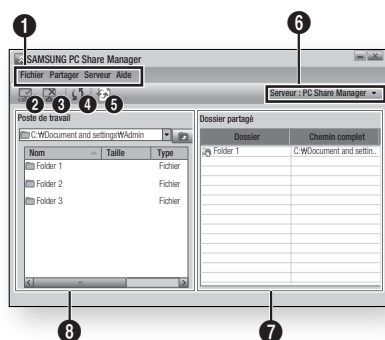 1 6
SAMSUNG PC Share Manager
Fichier Partager Serveur Aide
2 3 4 5
Serveur : PC Share Manager
Poste de travail
Dossier partagé
C:₩Document and settings₩Admin
Dossier Chemin complet
Nom Taille Type
Folder 1 C:₩Document and settin..
Folder 1 Fichier
Folder 2 Fichier
Folder 3 Fichier
8 7